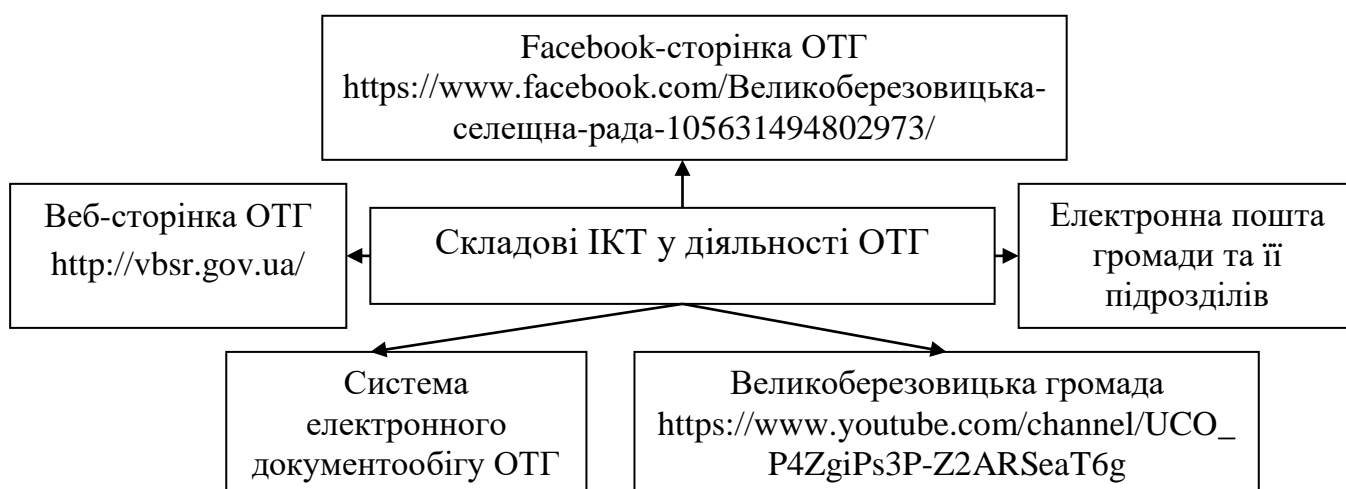 Facebook-сторінка ОТГ
https://www.facebook.com/Великоберезовицька-
селещна-рада-105631494802973/
Веб-сторінка ОТГ
http://vbsr.gov.ua/
Складові ІКТ у діяльності ОТГ
Електронна пошта
громади та її
підрозділів
Система
електронного
документообігу ОТГ
Великоберезовицька громада
https://www.youtube.com/channel/UCO_
P4ZgiPs3P-Z2ARSeaT6g